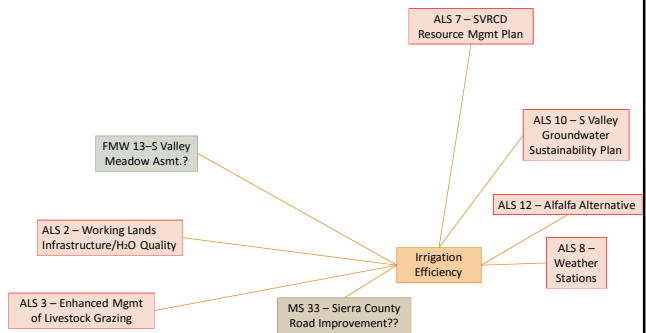 ALS 7 – SVRCD
Resource Mgmt Plan
ALS 10 – S Valley
Groundwater
Sustainability Plan
FMW 13–S Valley
Meadow Asmt.?
ALS 12 – Alfalfa Alternative
ALS 2 – Working Lands
Infrastructure/H₂O Quality
ALS 8 –
Weather
Stations
Irrigation
Efficiency
ALS 3 – Enhanced Mgmt
of Livestock Grazing
MS 33 – Sierra County
Road Improvement??